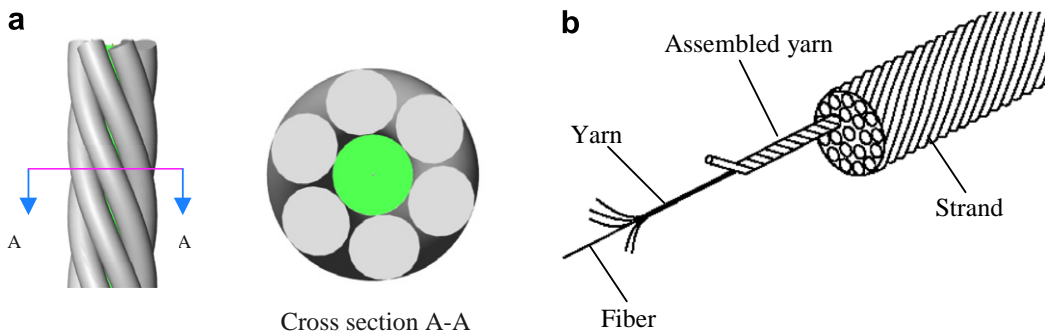 a
A
A
Cross section A-A
b
Assembled yarn
Yarn
Strand
Fiber